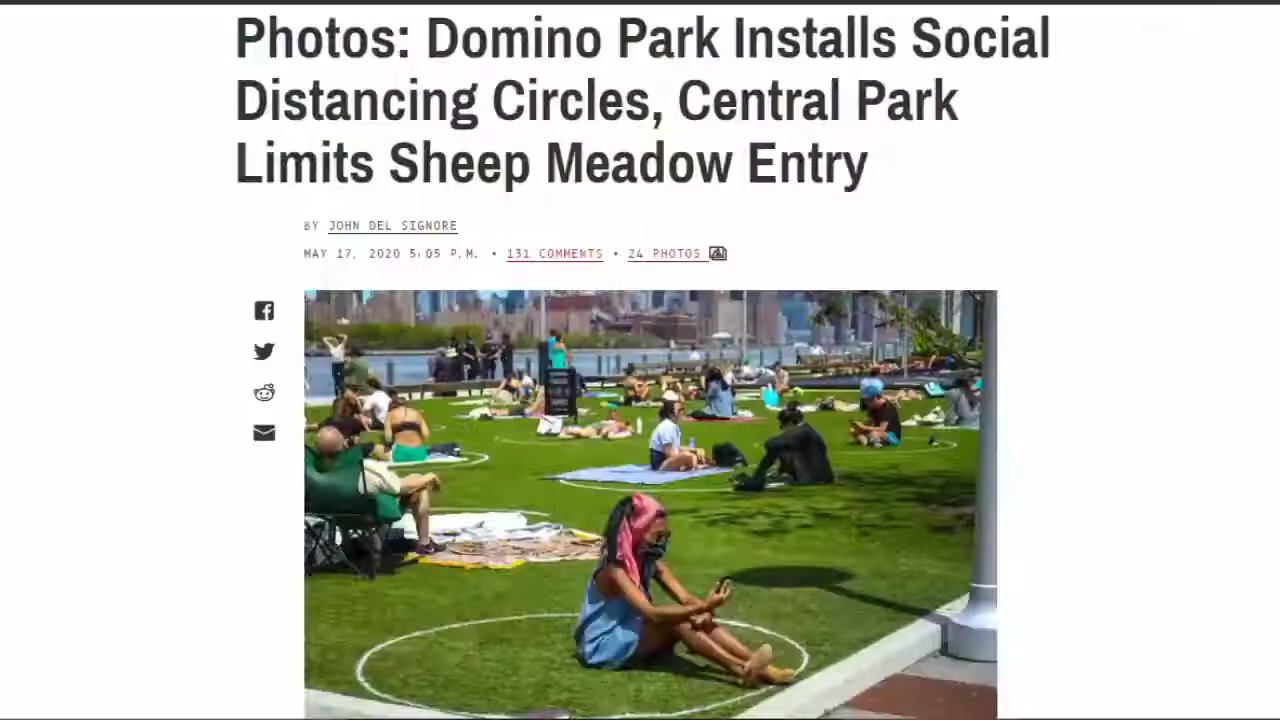 Photos: Domino Park Installs Social
Distancing Circles, Central Park
Limits Sheep Meadow Entry
BY JOHN DEL SIGNORE
MAY 17, 2020 5:05 P.M. • 131 COMMENTS • 24 PHOTOS